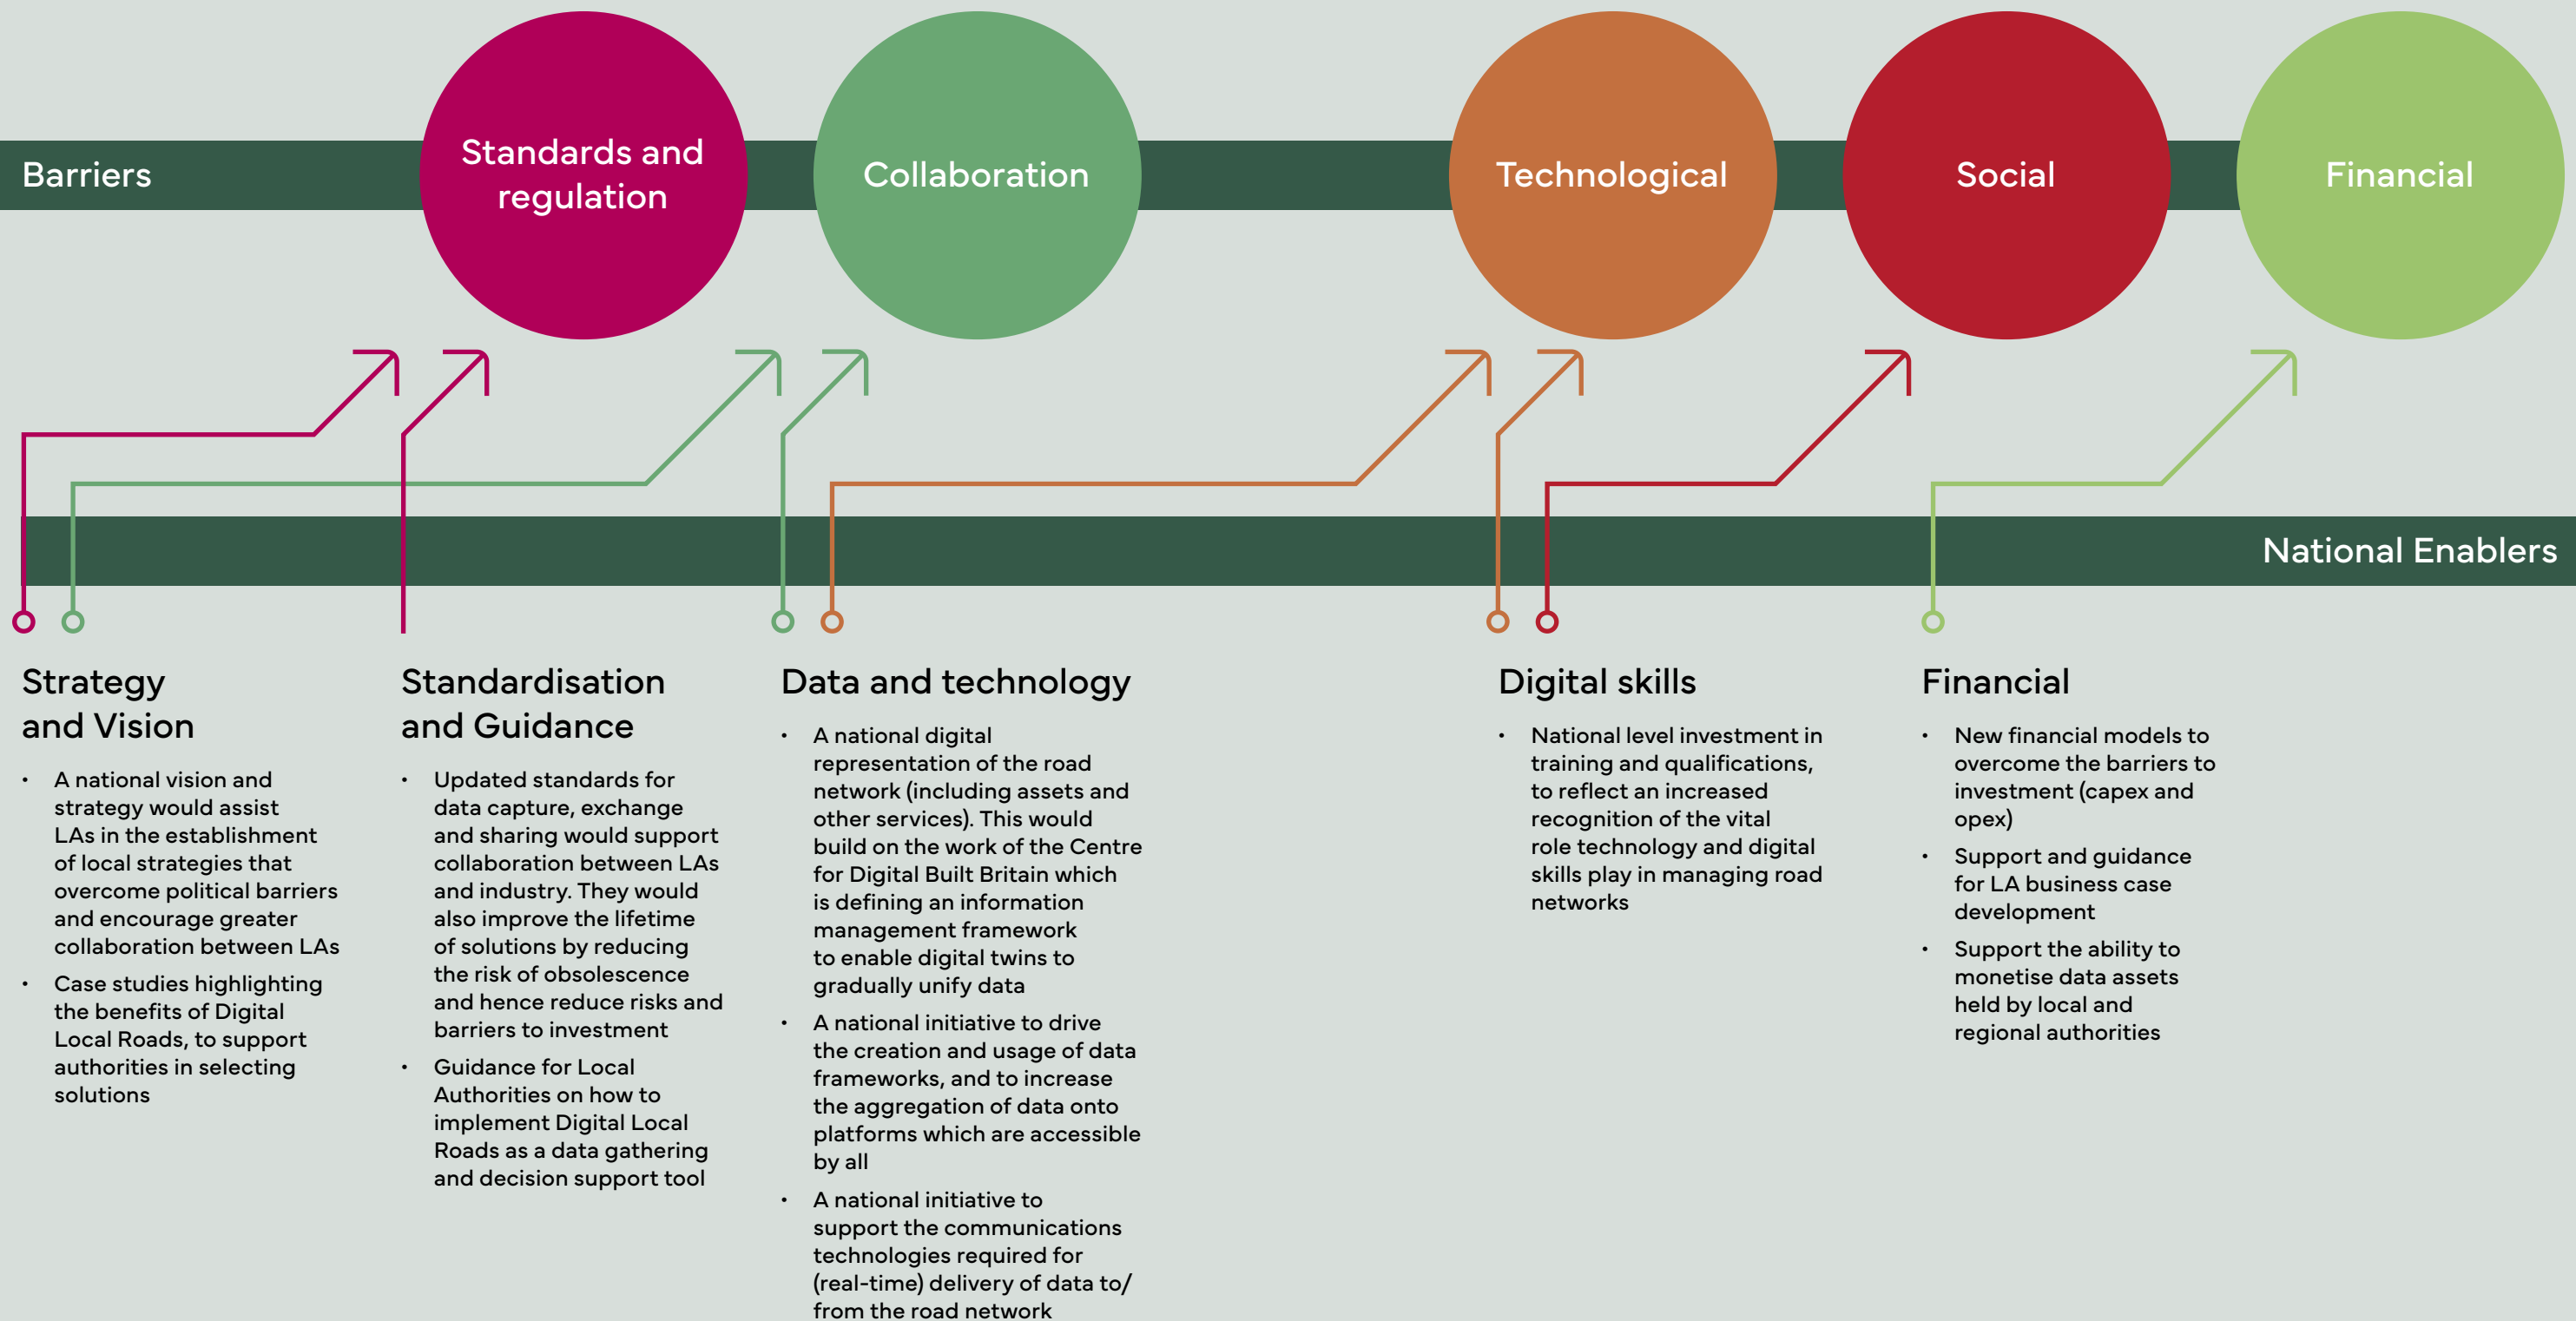 Barriers
Standards and
regulation
Collaboration
Technological
Social
Financial
National Enablers
Strategy
and Vision
• A national vision and
strategy would assist
LAs in the establishment
of local strategies that
overcome political barriers
and encourage greater
collaboration between LAs
• Case studies highlighting
the benefits of Digital
Local Roads, to support
authorities in selecting
solutions
Standardisation
and Guidance
• Updated standards for
data capture, exchange
and sharing would support
collaboration between LAs
and industry. They would
also improve the lifetime
of solutions by reducing
the risk of obsolescence
and hence reduce risks and
barriers to investment
• Guidance for Local
Authorities on how to
implement Digital Local
Roads as a data gathering
and decision support tool
Data and technology
• A national digital
representation of the road
network (including assets and
other services). This would
build on the work of the Centre
for Digital Built Britain which
is defining an information
management framework
to enable digital twins to
gradually unify data
• A national initiative to drive
the creation and usage of data
frameworks, and to increase
the aggregation of data onto
platforms which are accessible
by all
• A national initiative to
support the communications
technologies required for
(real-time) delivery of data to/
from the road network
Digital skills
• National level investment in
training and qualifications,
to reflect an increased
recognition of the vital
role technology and digital
skills play in managing road
networks
Financial
• New financial models to
overcome the barriers to
investment (capex and
opex)
• Support and guidance
for LA business case
development
• Support the ability to
monetise data assets
held by local and
regional authorities